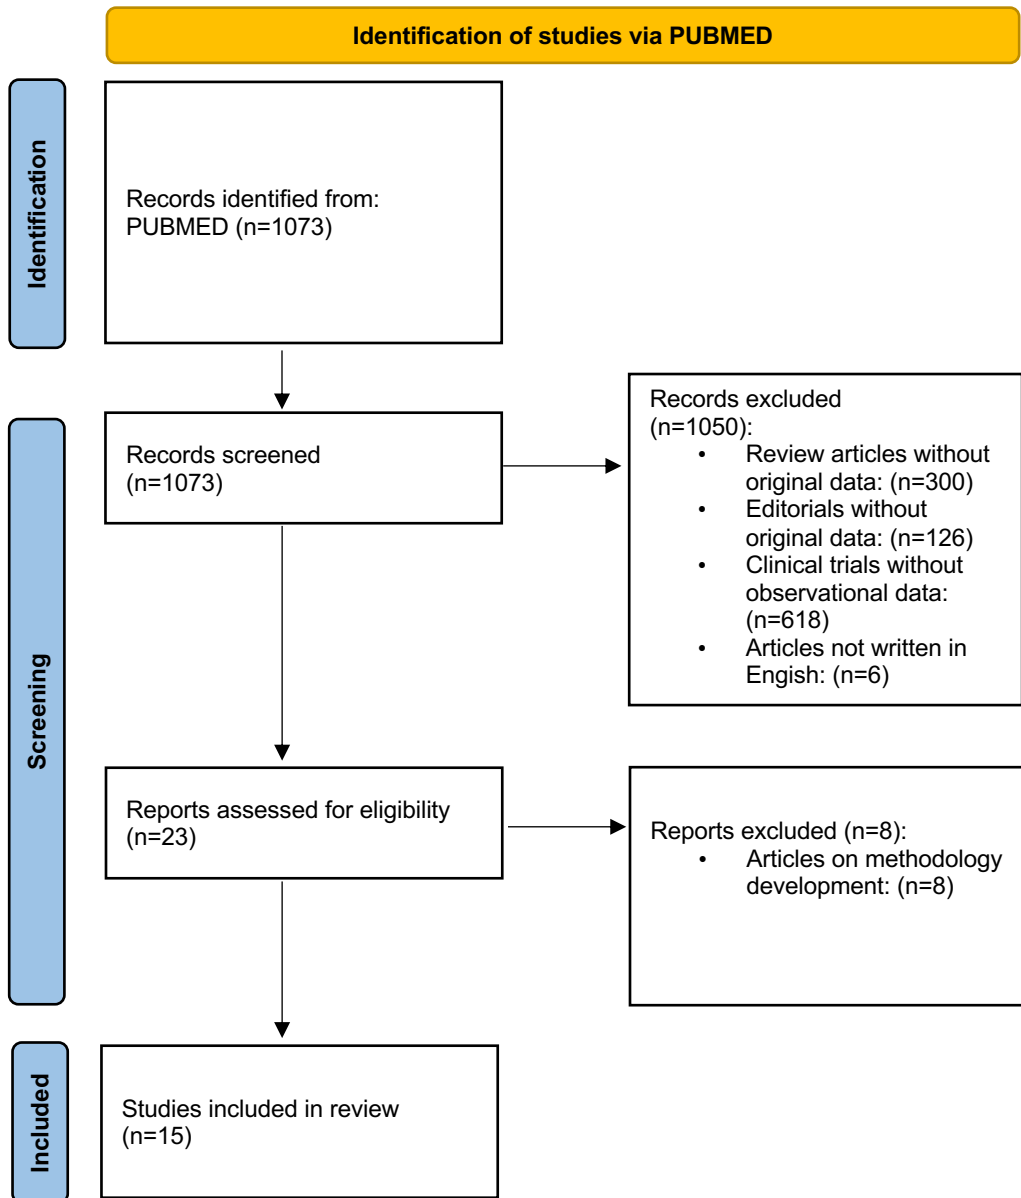 Identification of studies via PUBMED
Identification
Records identified from:
PUBMED (n=1073)
Screening
Records screened
(n=1073)
Records excluded
(n=1050):
• Review articles without
original data: (n=300)
• Editorials without
original data: (n=126)
• Clinical trials without
observational data:
(n=618)
• Articles not written in
Engish: (n=6)
Reports assessed for eligibility
(n=23)
Reports excluded (n=8):
• Articles on methodology
development: (n=8)
Included
Studies included in review
(n=15)